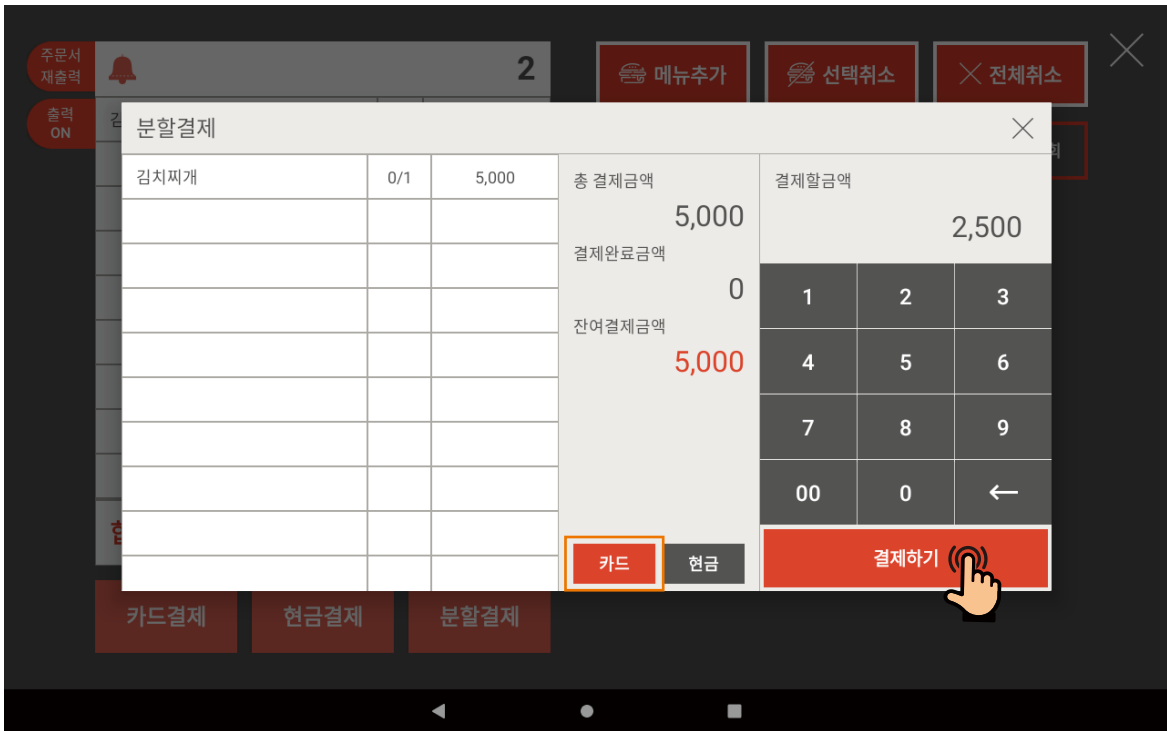 주문서
재출력
2
메뉴추가
선택취소
전체취소
출력
ON
분할결제
김치찌개
0/1
5,000
총 결제금액
5,000
결제완료금액
0
잔여결제금액
5,000
카드
현금
결제할금액
2,500
1
2
3
4
5
6
7
8
9
00
0
←
결제하기
카드결제
현금결제
분할결제